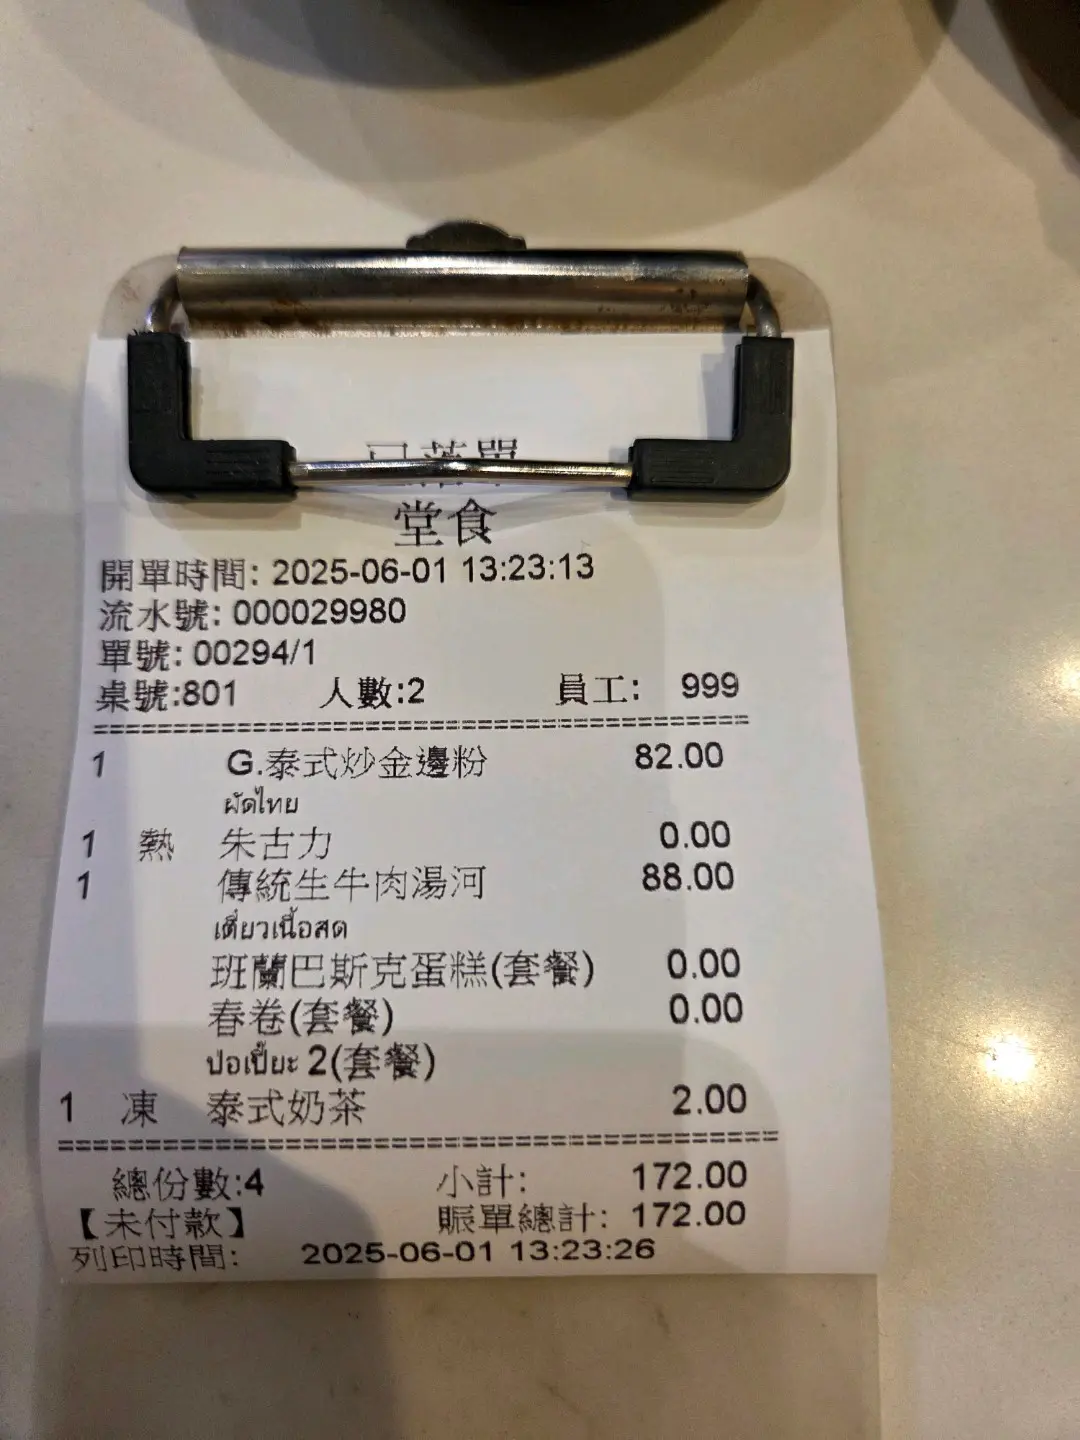 堂食
開單時間: 2025-06-01 13:23:13
流水號: 000029980
單號: 00294/1
桌號:801 人數:2 員工: 999
1 G.泰式炒金邊粉 82.00
ผัดไทย
1 熱 朱古力 0.00
1 傳統生牛肉湯河 88.00
เตี๋ยวเนื้อสด
班蘭巴斯克蛋糕(套餐) 0.00
春卷(套餐) 0.00
ปอเปี๊ยะ 2(套餐)
1 凍 泰式奶茶 2.00
總份數:4 小計: 172.00
【未付款】 賬單總計: 172.00
列印時間: 2025-06-01 13:23:26